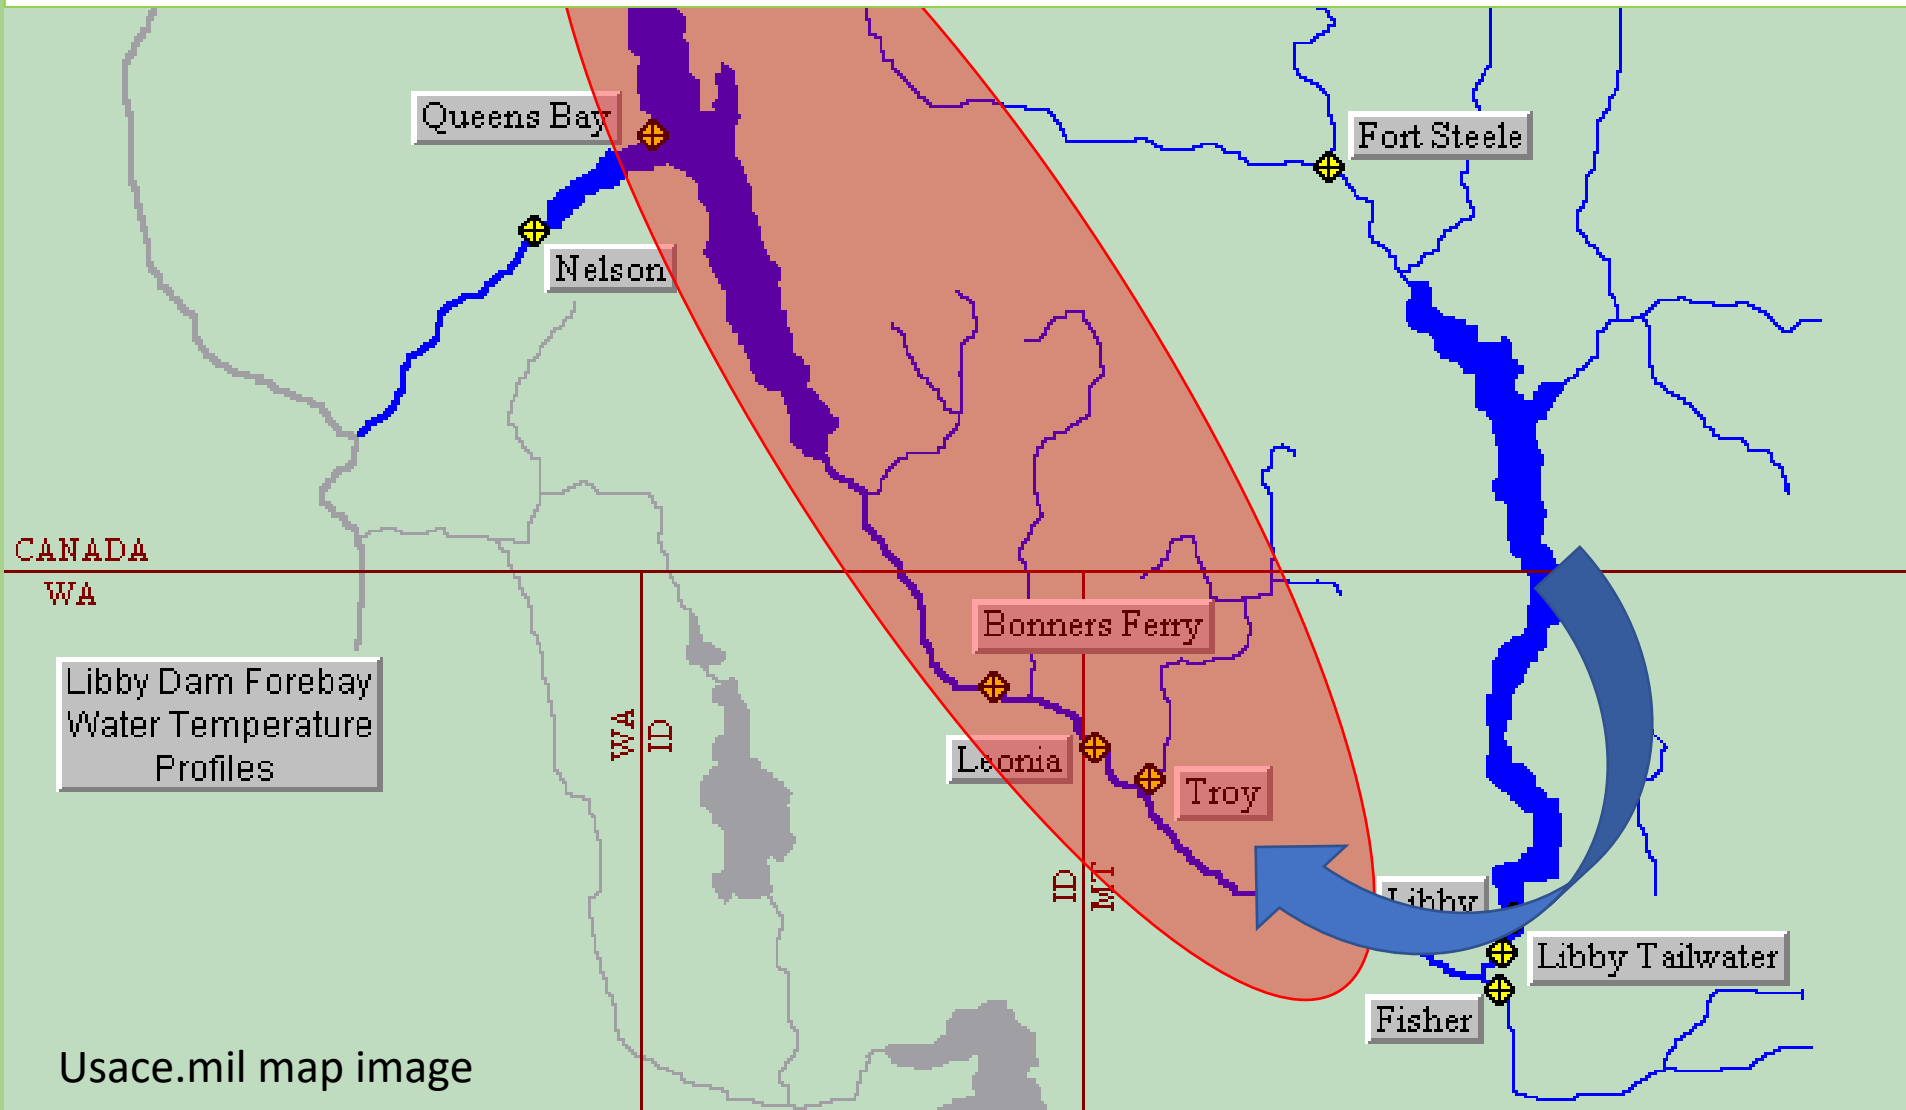 Queens Bay
Fort Steele
Nelson
CANADA
WA
Bonners Ferry
Libby Dam Forebay
Water Temperature
Profiles
WA
ID
Leonia
Troy
ID
MT
Libby
Libby Tailwater
Fisher
Usace.mil map image